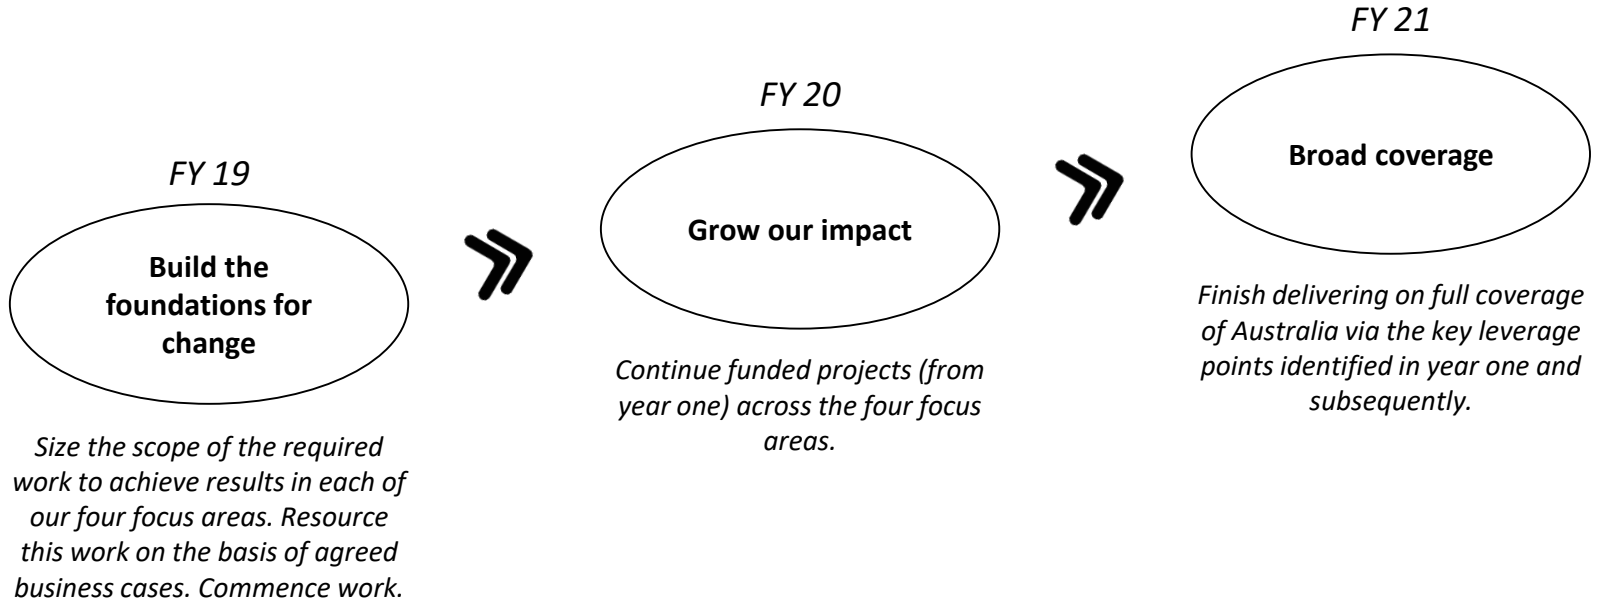 FY 19
Build the
foundations for
change
Size the scope of the required
work to achieve results in each of
our four focus areas. Resource
this work on the basis of agreed
business cases. Commence work.
FY 20
Grow our impact
Continue funded projects (from
year one) across the four focus
areas.
FY 21
Broad coverage
Finish delivering on full coverage
of Australia via the key leverage
points identified in year one and
subsequently.